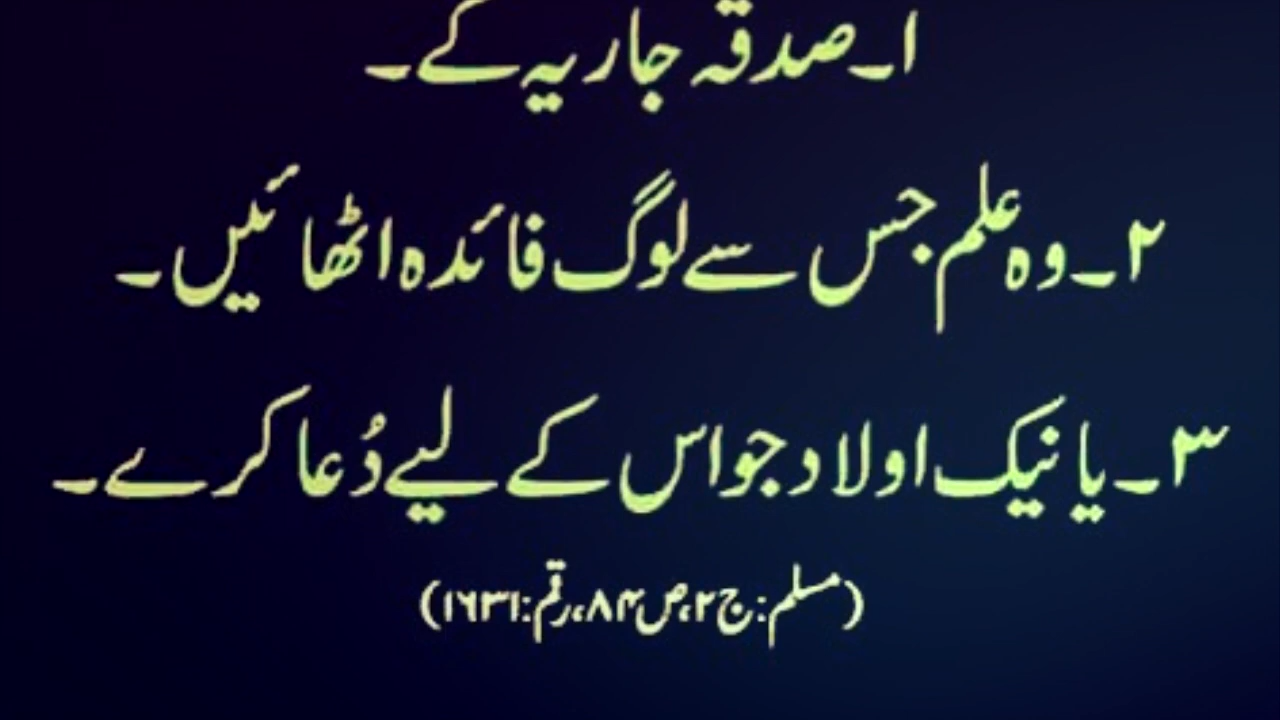 ۱۔صدقہ جاریہ کے۔
۲۔وہ علم جس سے لوگ فائدہ اٹھائیں۔
۳۔یا نیک اولاد جو اس کے لیے دُعا کرے۔
(مسلم: ج۲،ص۸۴،رقم:۱۶۳۱)